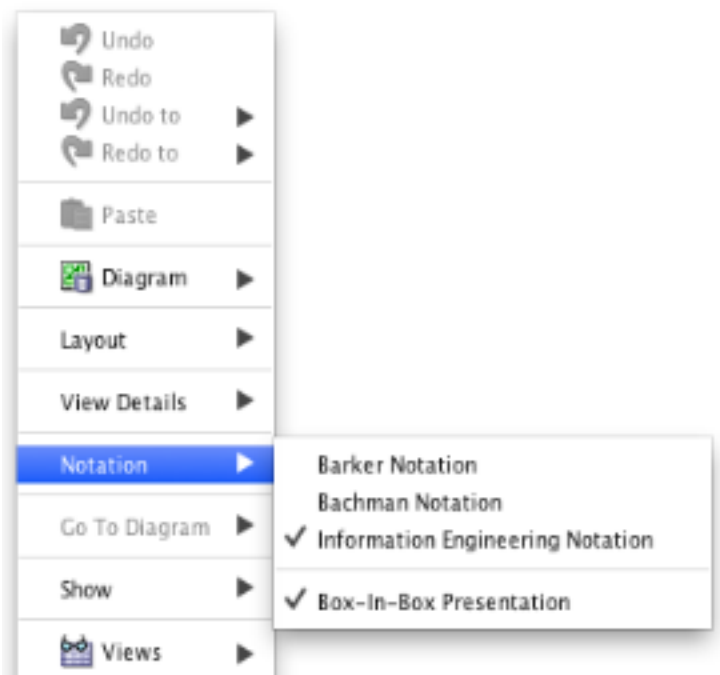 Undo
Redo
Undo to
Redo to
Paste
Diagram
Layout
View Details
Notation
Barker Notation
Bachman Notation
Information Engineering Notation
Box-In-Box Presentation
Go To Diagram
Show
Views